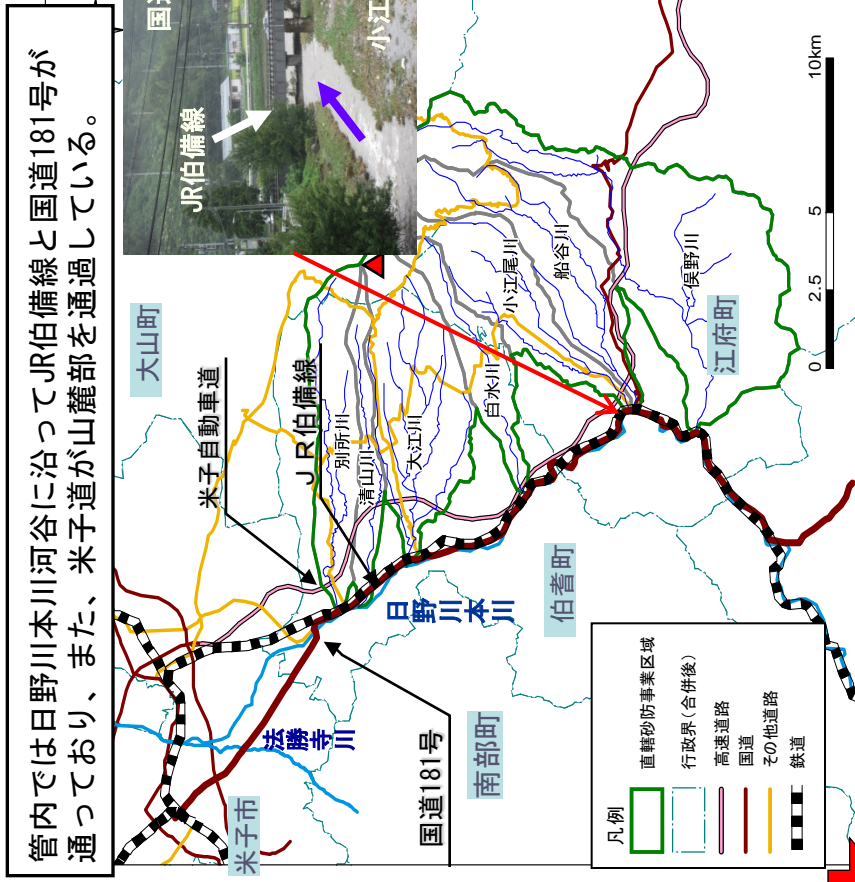 管内では日野川本川河谷に沿ってJR伯備線と国道181号が
通っており、また、米子道が山麓部を通過している。
国道
JR伯備線
小江
大山町
米子自動車道
JR伯備線
別所川
清山川
大江川
白水川
小江尾川
船谷川
俣野川
江府町
日野川本川
伯耆町
法勝寺川
南部町
国道181号
米子市
凡例
直轄砂防事業区域
行政界(合併後)
高速道路
国道
その他道路
鉄道
0 2.5 5 10km